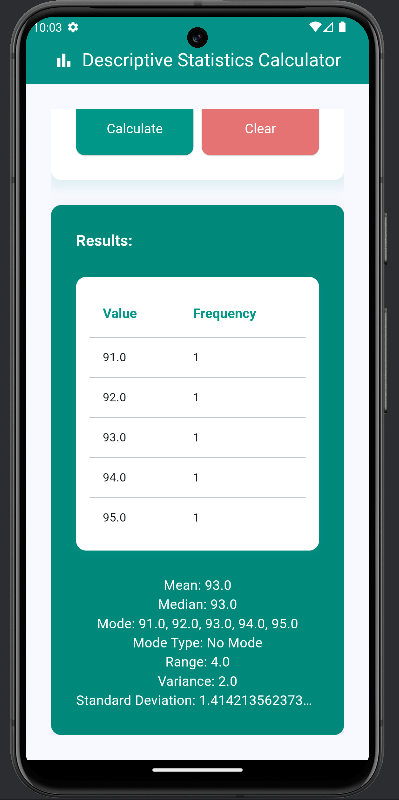 10:03
Descriptive Statistics Calculator
Calculate Clear
Results:
Value Frequency
91.0 1
92.0 1
93.0 1
94.0 1
95.0 1
Mean: 93.0
Median: 93.0
Mode: 91.0, 92.0, 93.0, 94.0, 95.0
Mode Type: No Mode
Range: 4.0
Variance: 2.0
Standard Deviation: 1.414213562373...